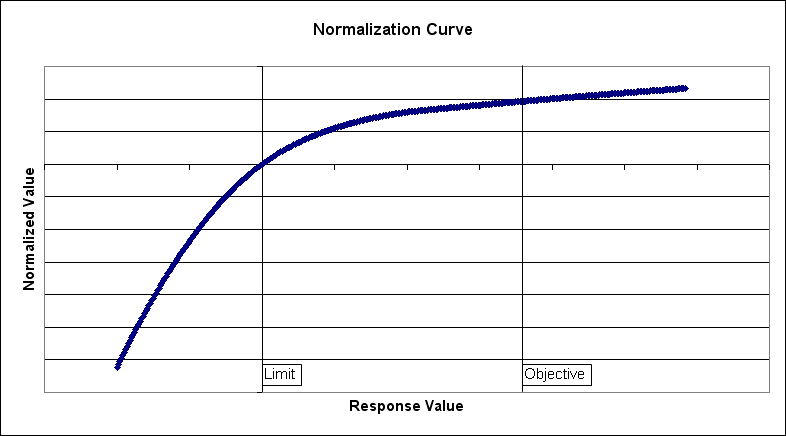 Normalization Curve
Normalized Value
Limit
Objective
Response Value